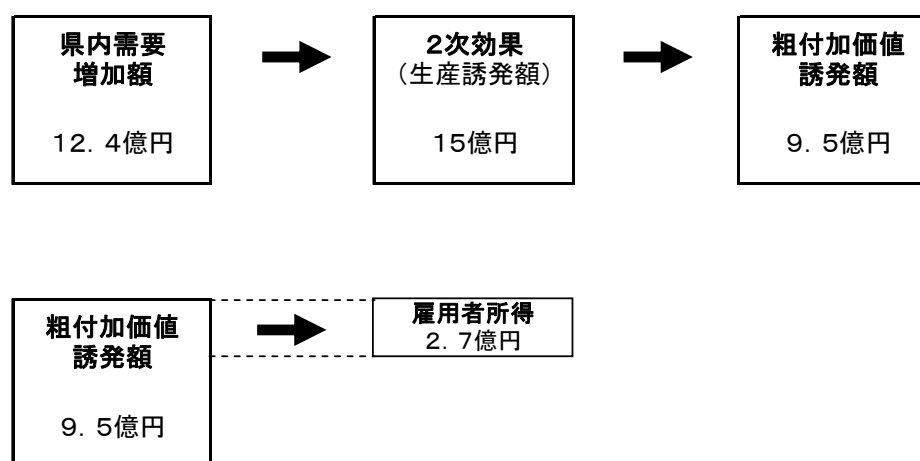 県内需要
増加額
12．4億円
2次効果
（生産誘発額）
15億円
粗付加価値
誘発額
9．5億円
粗付加価値
誘発額
9．5億円
雇用者所得
2．7億円